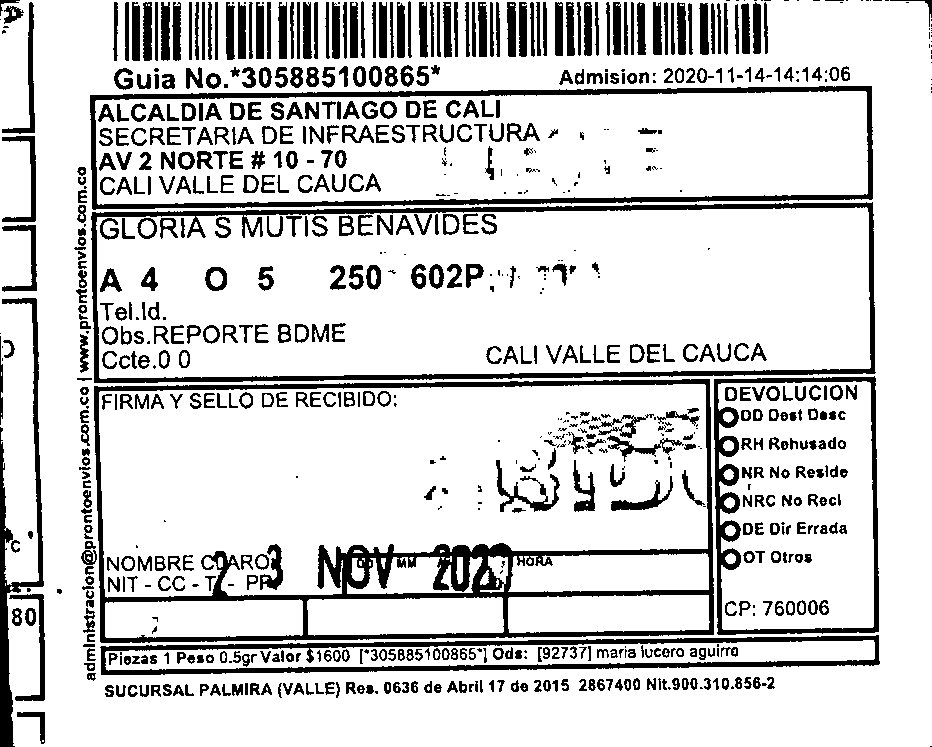 Guia No.*305885100865*
Admision: 2020-11-14-14:14:06
ALCALDIA DE SANTIAGO DE CALI
SECRETARIA DE INFRAESTRUCTURA
AV 2 NORTE # 10 - 70
CALI VALLE DEL CAUCA
GLORIA S MUTIS BENAVIDES
A 4 O 5 250 602P
Tel.Id.
Obs.REPORTE BDME
Ccte.0 0
CALI VALLE DEL CAUCA
administracion@prontoenvios.com.co | www.prontoenvios.com.co
FIRMA Y SELLO DE RECIBIDO:
NOMBRE CLARO
NIT - CC - TI - PP
MM
HORA
23 NOV 2020
DEVOLUCION
DD Dest Desc
RH Rehusado
NR No Reside
NRC No Recl
DE Dir Errada
OT Otros
CP: 760006
Piezas 1 Peso 0.5gr Valor $1600 [*305885100865*] Ods: [92737] maria lucero aguirre
SUCURSAL PALMIRA (VALLE) Res. 0636 de Abril 17 de 2015 2867400 Nit.900.310.856-2
80